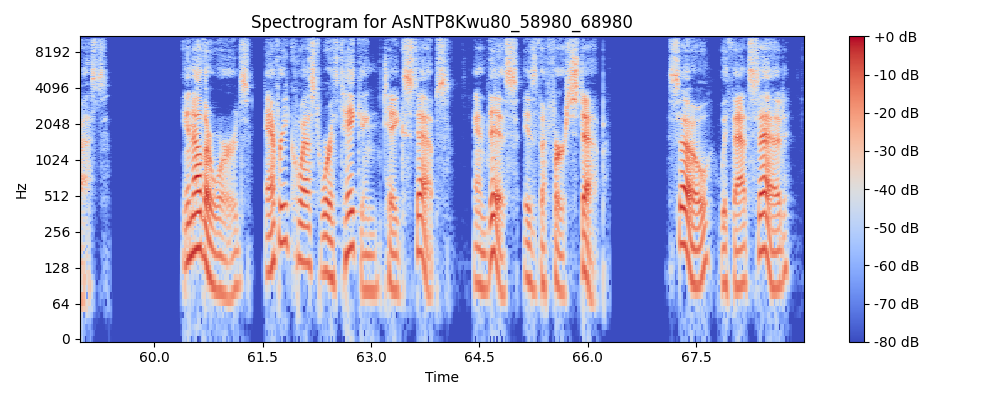 Spectrogram for AsNTP8Kwu80_58980_68980
Hz
8192
4096
2048
1024
512
256
128
64
0
60.0 61.5 63.0 64.5 66.0 67.5
Time
+0 dB
-10 dB
-20 dB
-30 dB
-40 dB
-50 dB
-60 dB
-70 dB
-80 dB